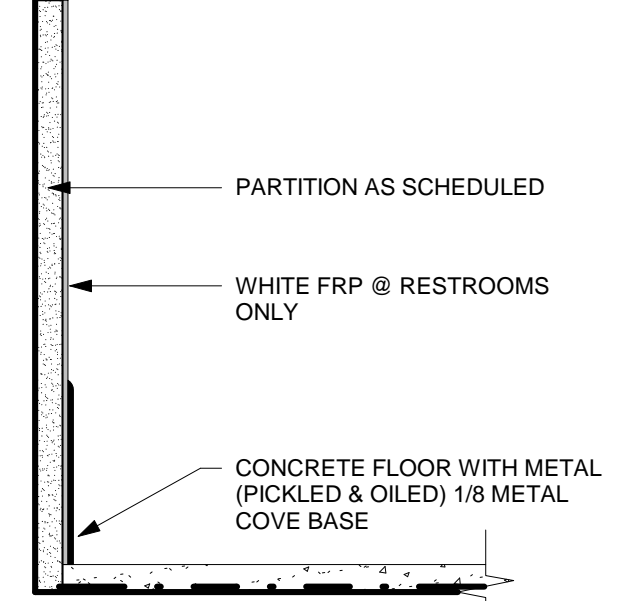 PARTITION AS SCHEDULED
WHITE FRP @ RESTROOMS
ONLY
CONCRETE FLOOR WITH METAL
(PICKLED & OILED) 1/8 METAL
COVE BASE